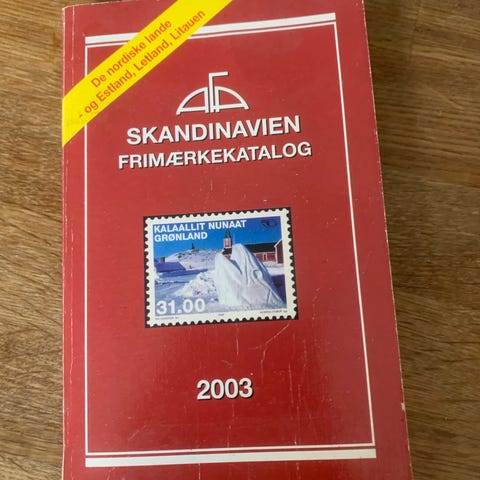 De nordiske lande
- og Estland, Letland, Litauen
AFA
SKANDINAVIEN
FRIMÆRKEKATALOG
KALAALLIT NUNAAT
GRØNLAND
31.00
2003